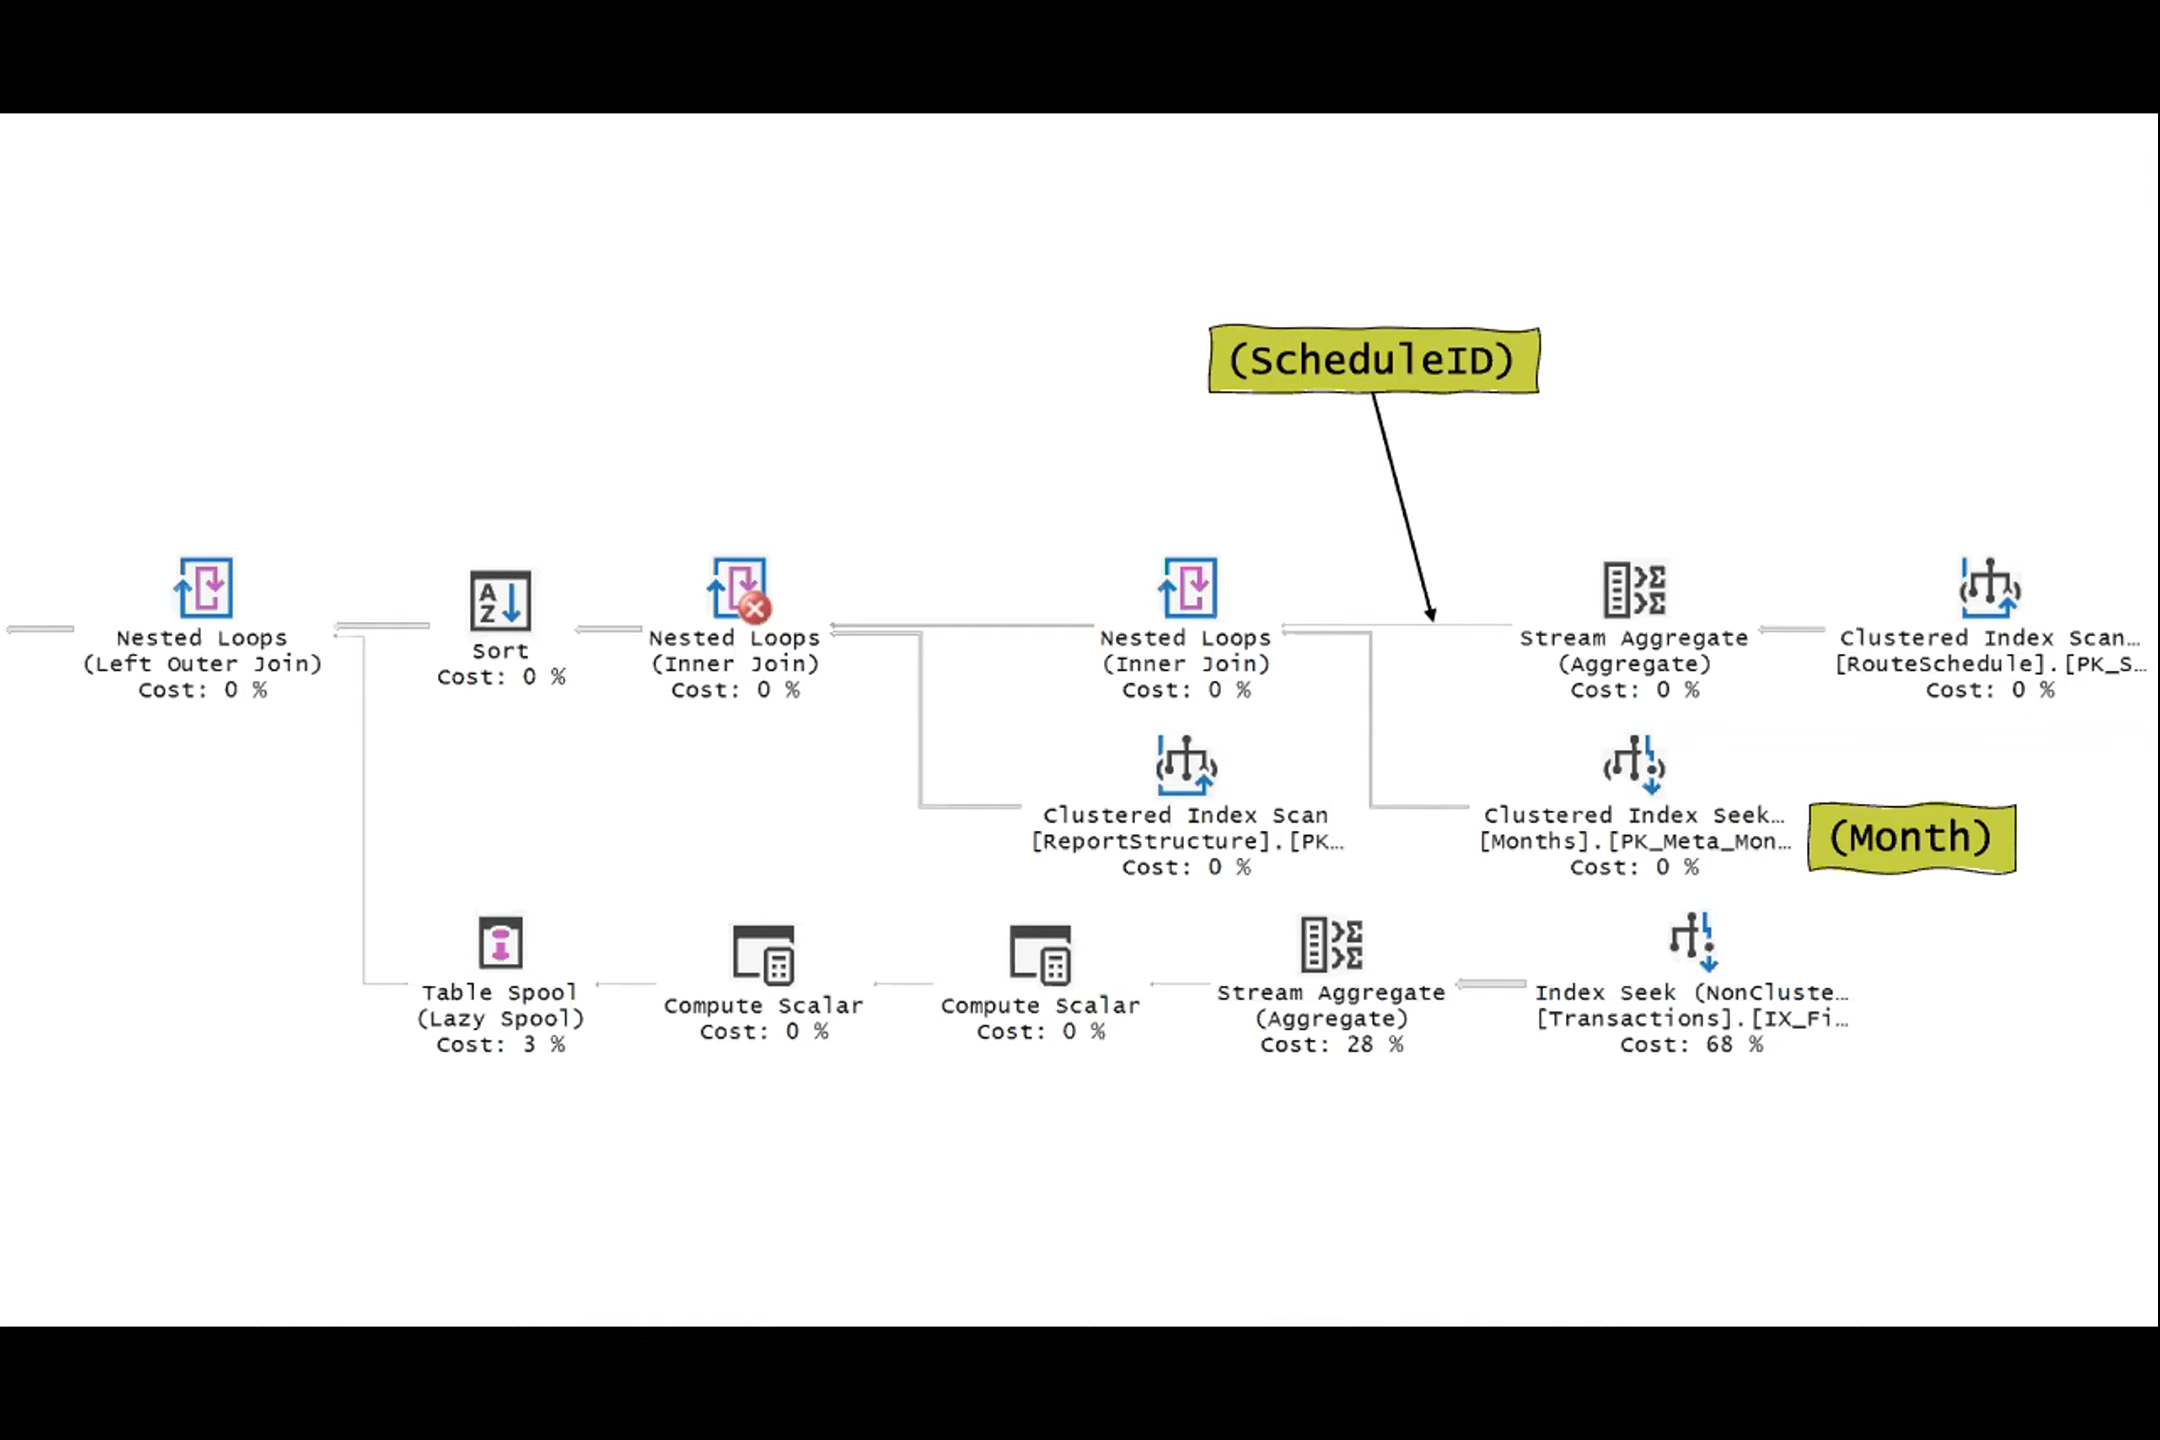 (ScheduleID)
Nested Loops
(Left Outer Join)
Cost: 0 %
Sort
Cost: 0 %
Nested Loops
(Inner Join)
Cost: 0 %
Nested Loops
(Inner Join)
Cost: 0 %
Stream Aggregate
(Aggregate)
Cost: 0 %
Clustered Index Scan…
[RouteSchedule].[PK_S…
Cost: 0 %
Clustered Index Scan
[ReportStructure].[PK…
Cost: 0 %
Clustered Index Seek…
[Months].[PK_Meta_Mon…
Cost: 0 %
(Month)
Table Spool
(Lazy Spool)
Cost: 3 %
Compute Scalar
Cost: 0 %
Compute Scalar
Cost: 0 %
Stream Aggregate
(Aggregate)
Cost: 28 %
Index Seek (NonCluste…
[Transactions].[IX_Fi…
Cost: 68 %